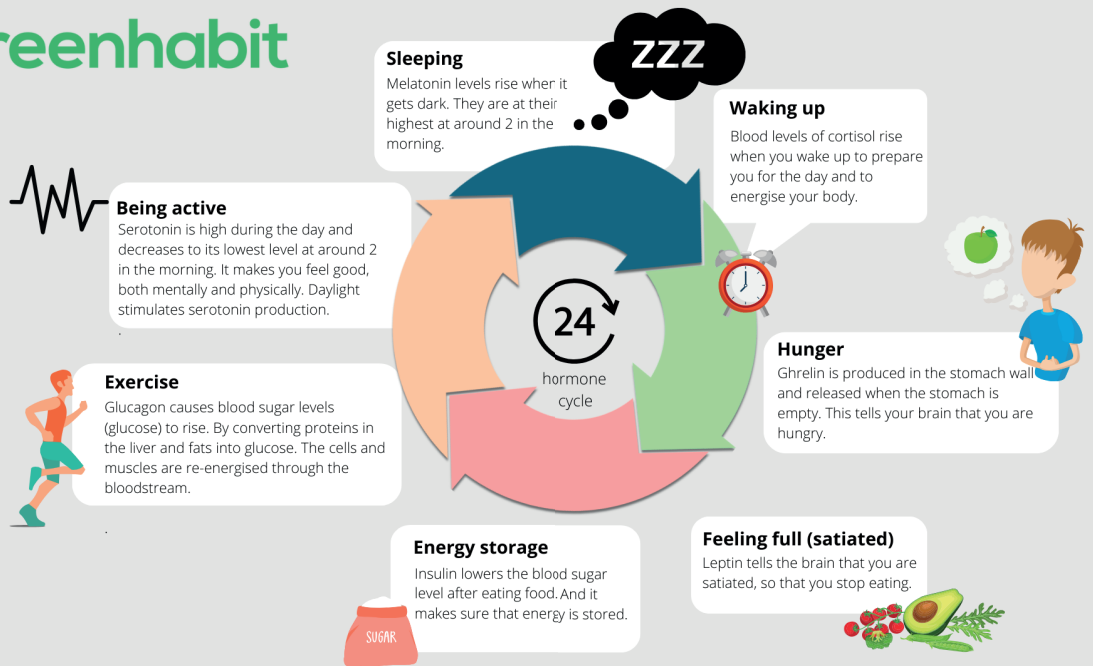 reenhabit
ZZZ
Sleeping
Melatonin levels rise when it
gets dark. They are at their
highest at around 2 in the
morning.
Waking up
Blood levels of cortisol rise
when you wake up to prepare
you for the day and to
energise your body.
Being active
Serotonin is high during the day and
decreases to its lowest level at around 2
in the morning. It makes you feel good,
both mentally and physically. Daylight
stimulates serotonin production.
.
24
hormone
cycle
Hunger
Ghrelin is produced in the stomach wall
and released when the stomach is
empty. This tells your brain that you are
hungry.
Exercise
Glucagon causes blood sugar levels
(glucose) to rise. By converting proteins in
the liver and fats into glucose. The cells and
muscles are re-energised through the
bloodstream.
.
Energy storage
Insulin lowers the blood sugar
level after eating food. And it
makes sure that energy is stored.
SUGAR
Feeling full (satiated)
Leptin tells the brain that you are
satiated, so that you stop eating.